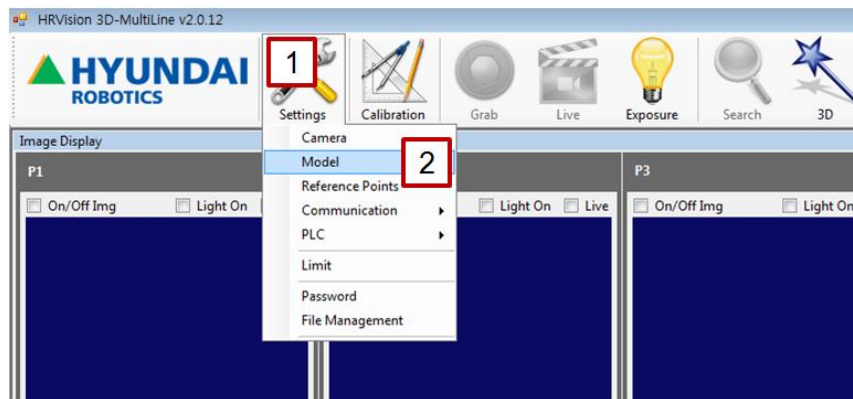 HRVision 3D-MultiLine v2.0.12
HYUNDAI
ROBOTICS
1
Settings
Calibration
Grab
Live
Exposure
Search
3D
Image Display
Camera
Model
2
Reference Points
Communication
PLC
Limit
Password
File Management
P1
P3
On/Off Img
Light On
Light On
Live
On/Off Img
Light On